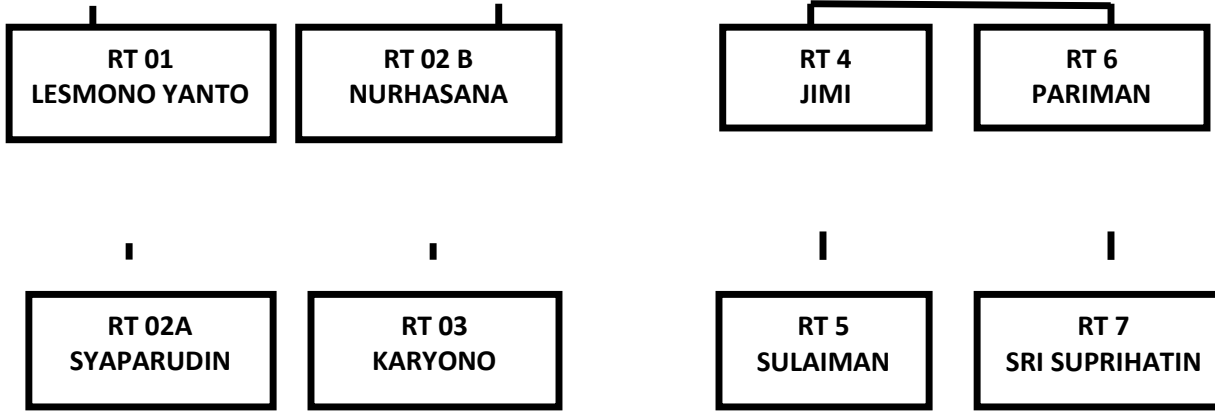 RT 01
LESMONO YANTO
RT 02 B
NURHASANA
RT 4
JIMI
RT 6
PARIMAN
RT 02A
SYAPARUDIN
RT 03
KARYONO
RT 5
SULAIMAN
RT 7
SRI SUPRIHATIN